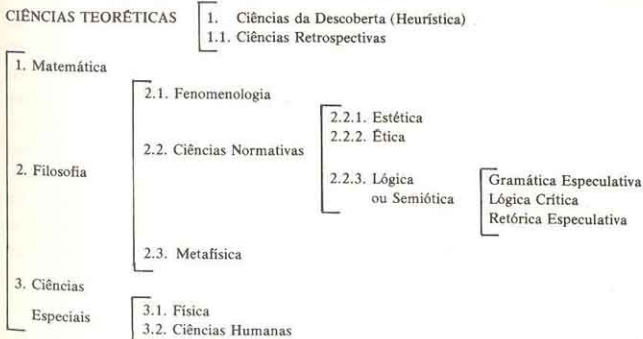 CIÊNCIAS TEORÉTICAS
1. Ciências da Descoberta (Heurística)
1.1. Ciências Retrospectivas
1. Matemática
2. Filosofia
2.1. Fenomenologia
2.2. Ciências Normativas
2.2.1. Estética
2.2.2. Ética
2.2.3. Lógica
ou Semiótica
Gramática Especulativa
Lógica Crítica
Retórica Especulativa
2.3. Metafísica
3. Ciências
Especiais
3.1. Física
3.2. Ciências Humanas